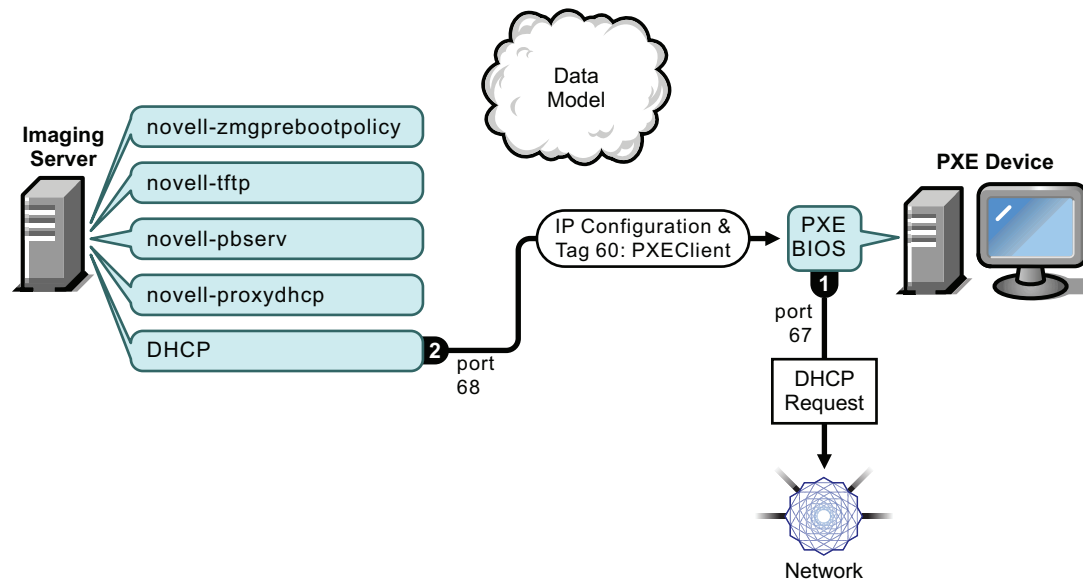 Data
Model
Imaging
Server
novell-zmgprebootpolicy
novell-tftp
novell-pbserv
novell-proxydhcp
DHCP
2
port
68
IP Configuration &
Tag 60: PXEClient
PXE
BIOS
1
port
67
PXE Device
DHCP
Request
Network